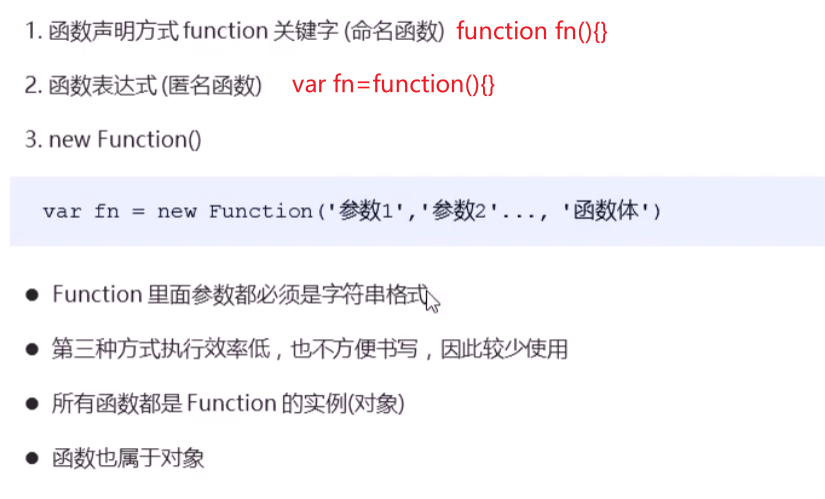 1. 函数声明方式 function 关键字 (命名函数) function fn(){}
2. 函数表达式 (匿名函数) var fn=function(){}
3. new Function()
var fn = new Function('参数1','参数2'..., '函数体')
● Function 里面参数都必须是字符串格式
● 第三种方式执行效率低，也不方便书写，因此较少使用
● 所有函数都是 Function 的实例(对象)
● 函数也属于对象